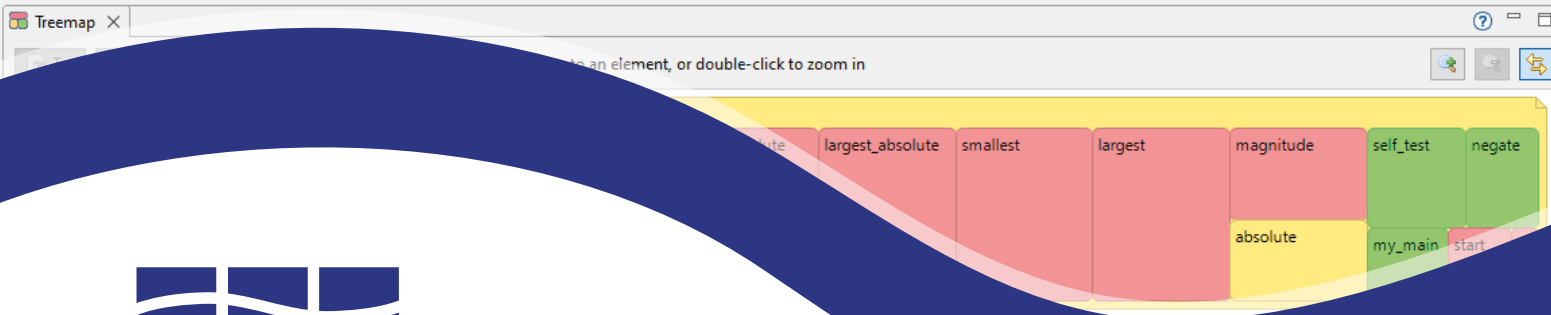 Treemap
to an element, or double-click to zoom in
largest_absolute smallest largest magnitude self_test negate
absolute my_main start